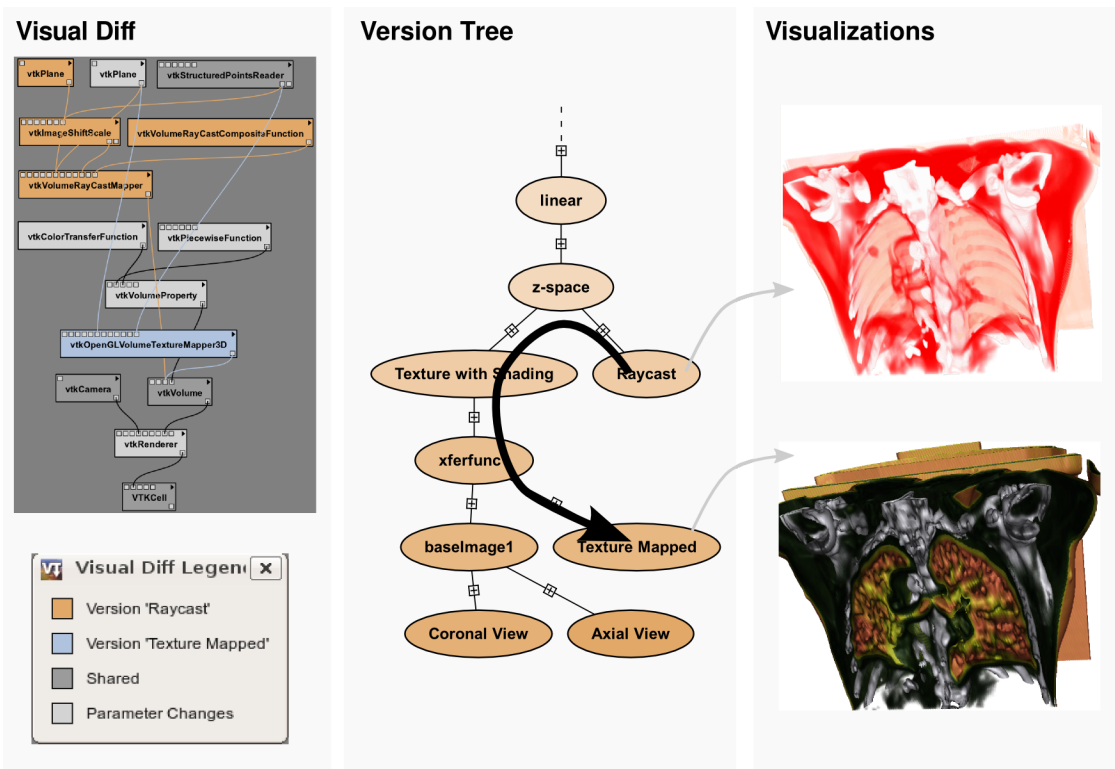 Visual Diff
Version Tree
Visualizations
vtkPlane
vtkPlane
vtkStructuredPointsReader
vtkImageShiftScale
vtkVolumeRayCastCompositeFunction
vtkVolumeRayCastMapper
vtkColorTransferFunction
vtkPiecewiseFunction
vtkVolumeProperty
vtkOpenGLVolumeTextureMapper3D
vtkCamera
vtkVolume
vtkRenderer
VTKCell
Visual Diff Legen
Version 'Raycast'
Version 'Texture Mapped'
Shared
Parameter Changes
linear
z-space
Texture with Shading
Raycast
xferfunc
baseImage1
Texture Mapped
Coronal View
Axial View